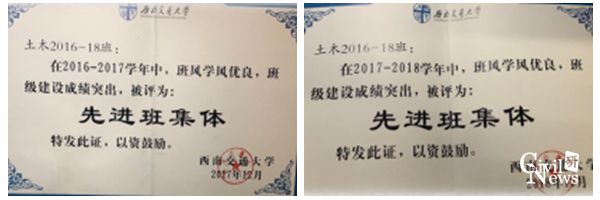 西南交通大学
土木2016-18班:
在2016-2017学年中,班风学风优良,班
级建设成绩突出,被评为:
先进班集体
特发此证,以资鼓励。
西南交通大学
2017年12月
西南交通大学
土木2016-18班:
在2017-2018学年中,班风学风优良,班
级建设成绩突出,被评为:
先进班集体
特发此证,以资鼓励。
西南
Civil
News